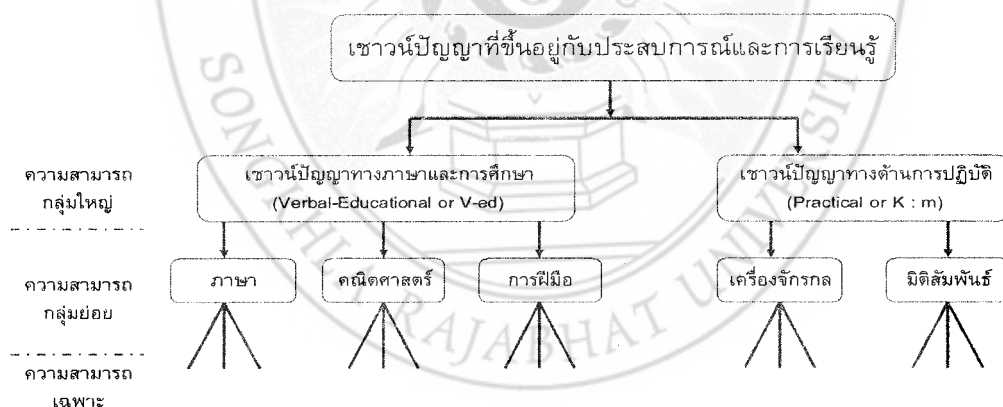 เชาวน์ปัญญาที่ขึ้นอยู่กับประสบการณ์และการเรียนรู้
ความสามารถ
กลุ่มใหญ่
เชาวน์ปัญญาทางภาษาและการศึกษา
(Verbal-Educational or V-ed)
เชาวน์ปัญญาทางด้านการปฏิบัติ
(Practical or K : m)
ความสามารถ
กลุ่มย่อย
ภาษา
คณิตศาสตร์
การฝีมือ
เครื่องจักรกล
มิติสัมพันธ์
ความสามารถ
เฉพาะ
SONGKHLA RAJABHAT UNIVERSIT